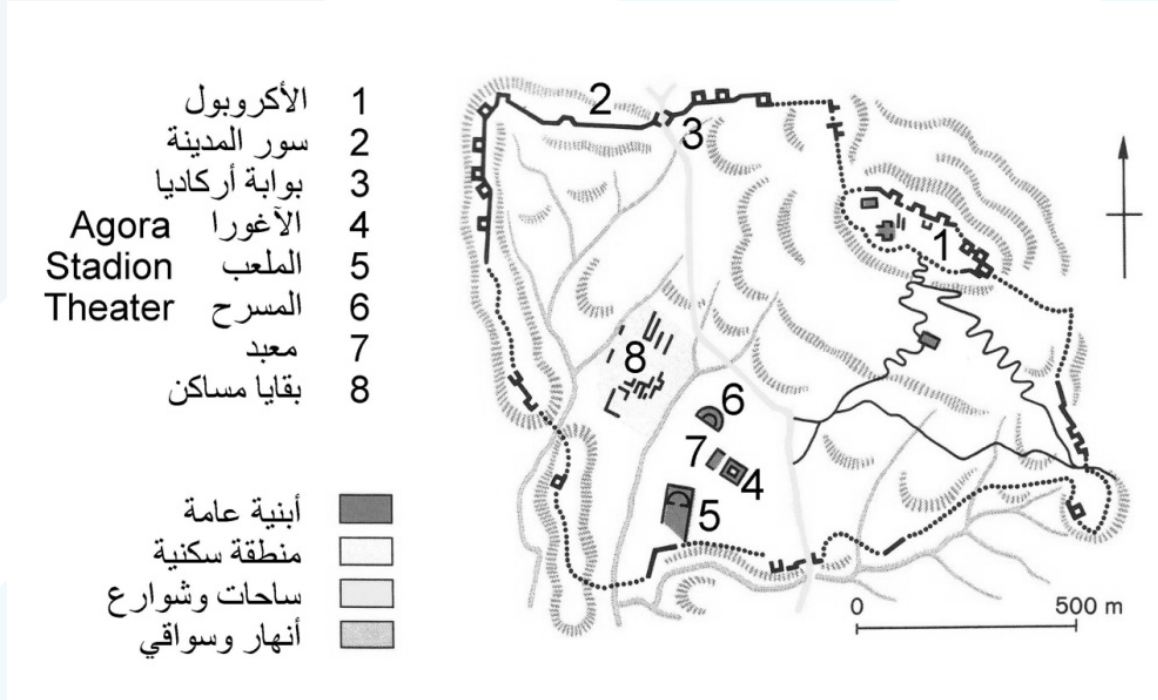 1 الأكروبول
2 سور المدينة
3 بوابة أركاديا
4 الآغورا Agora
5 الملعب Stadion
6 المسرح Theater
7 معبد
8 بقايا مساكن
أبنية عامة
منطقة سكنية
ساحات وشوارع
أنهار وسواقي
2
3
1
8
6
7
4
5
0 500 m